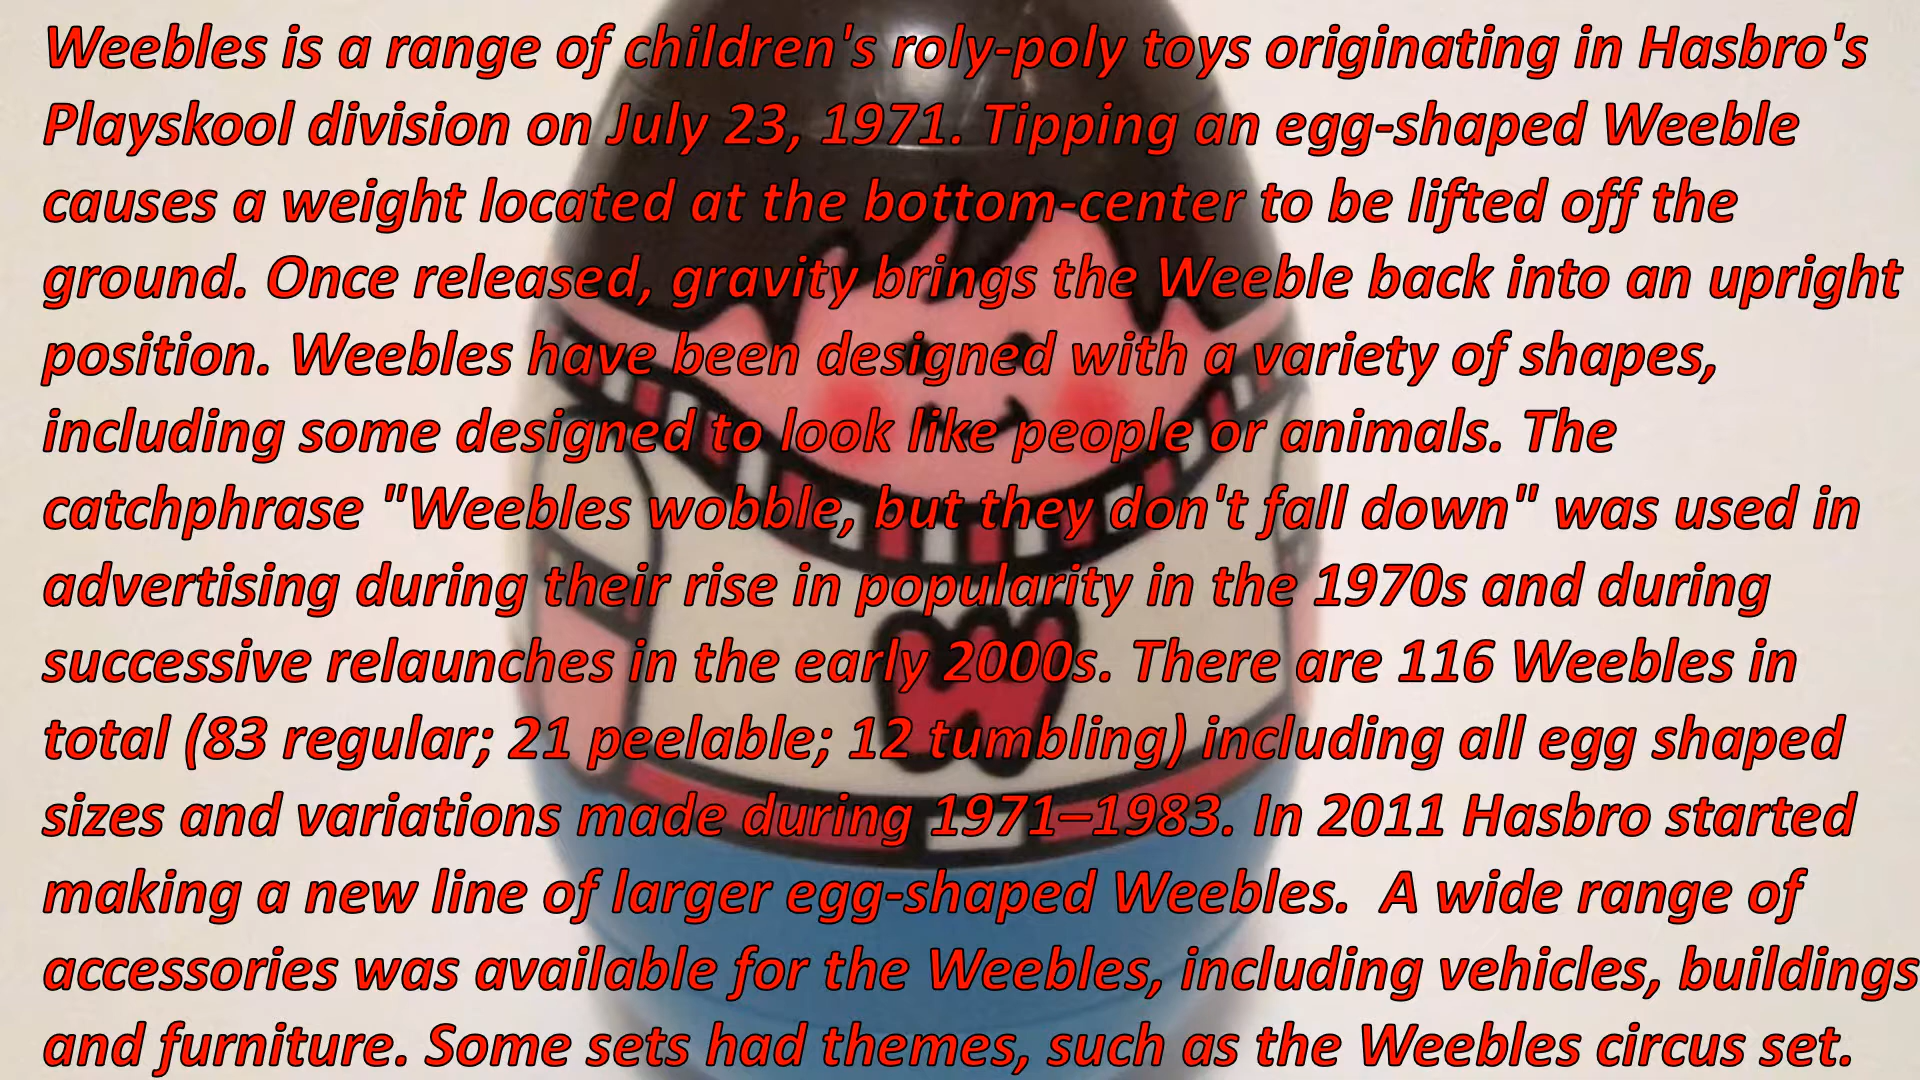 Weebles is a range of children's roly-poly toys originating in Hasbro's
Playskool division on July 23, 1971. Tipping an egg-shaped Weeble
causes a weight located at the bottom-center to be lifted off the
ground. Once released, gravity brings the Weeble back into an upright
position. Weebles have been designed with a variety of shapes,
including some designed to look like people or animals. The
catchphrase "Weebles wobble, but they don't fall down" was used in
advertising during their rise in popularity in the 1970s and during
successive relaunches in the early 2000s. There are 116 Weebles in
total (83 regular; 21 peelable; 12 tumbling) including all egg shaped
sizes and variations made during 1971–1983. In 2011 Hasbro started
making a new line of larger egg-shaped Weebles.  A wide range of
accessories was available for the Weebles, including vehicles, buildings
and furniture. Some sets had themes, such as the Weebles circus set.
W